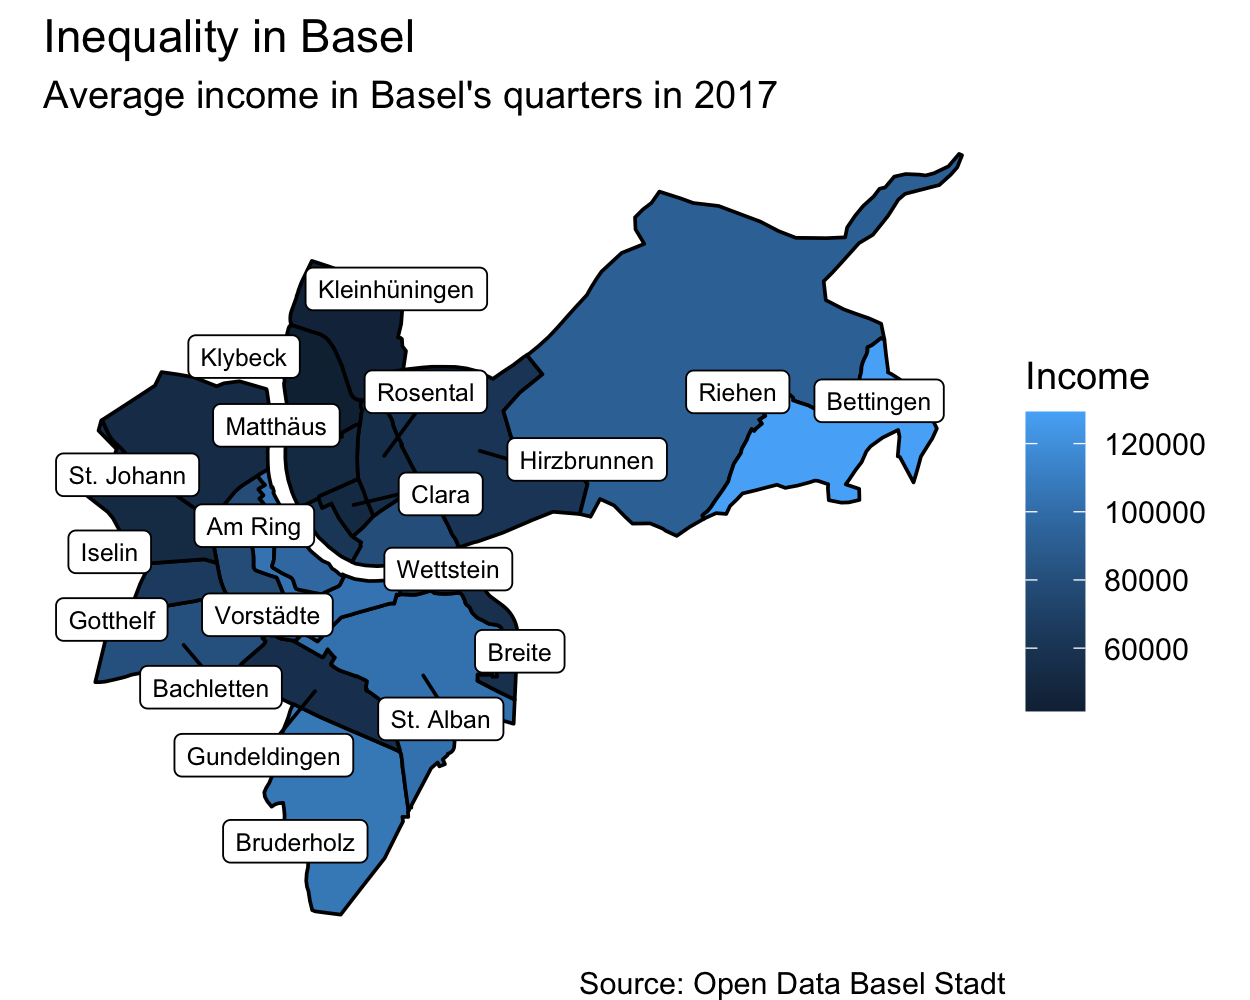 Inequality in Basel
Average income in Basel's quarters in 2017
Kleinhüningen
Klybeck
Rosental
Riehen
Bettingen
Matthäus
Hirzbrunnen
St. Johann
Clara
Am Ring
Iselin
Wettstein
Gotthelf
Vorstädte
Breite
Bachletten
St. Alban
Gundeldingen
Bruderholz
Income
120000
100000
80000
60000
Source: Open Data Basel Stadt